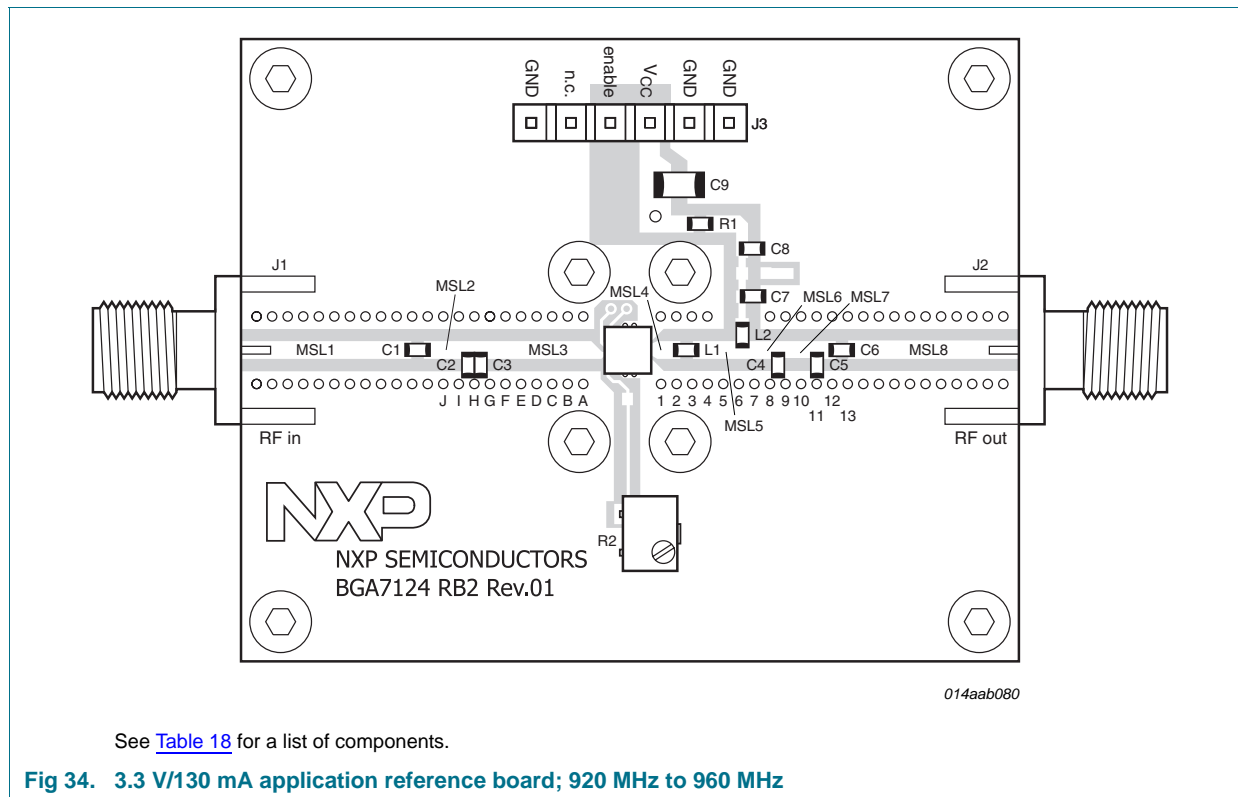 GND n.c. enable VCC GND GND
J3
C9
R1
C8
J1
J2
MSL2
MSL4
C7
MSL6
MSL7
L2
MSL1
C1
MSL3
L1
C6
MSL8
C2
C3
C4
C5
J I H G F E D C B A
1 2 3 4 5 6 7 8 9 10 12
11 13
MSL5
RF in
RF out
NXP
R2
NXP SEMICONDUCTORS
BGA7124 RB2 Rev.01
014aab080
See Table 18 for a list of components.
Fig 34. 3.3 V/130 mA application reference board; 920 MHz to 960 MHz